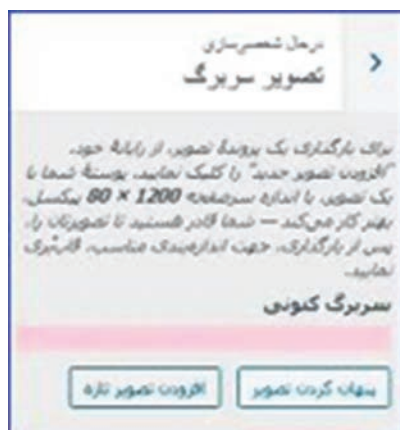 درحال شخصی‌سازی
تصویر سربرگ
برای بارگذاری یک پروندهٔ تصویر، از رایانهٔ خود،
"افزودن تصویر جدید" را کلیک نمایید. پوستهٔ شما با
یک تصویر، با اندازه سرصفحه 1200 × 80 پیکسل،
بهتر کار می‌کند — شما قادر هستید تا تصویرتان را،
پس از بارگذاری، جهت اندازه‌بندی مناسب، قاب‌بری
نمایید.
سربرگ کنونی
پنهان کردن تصویر
افزودن تصویر تازه